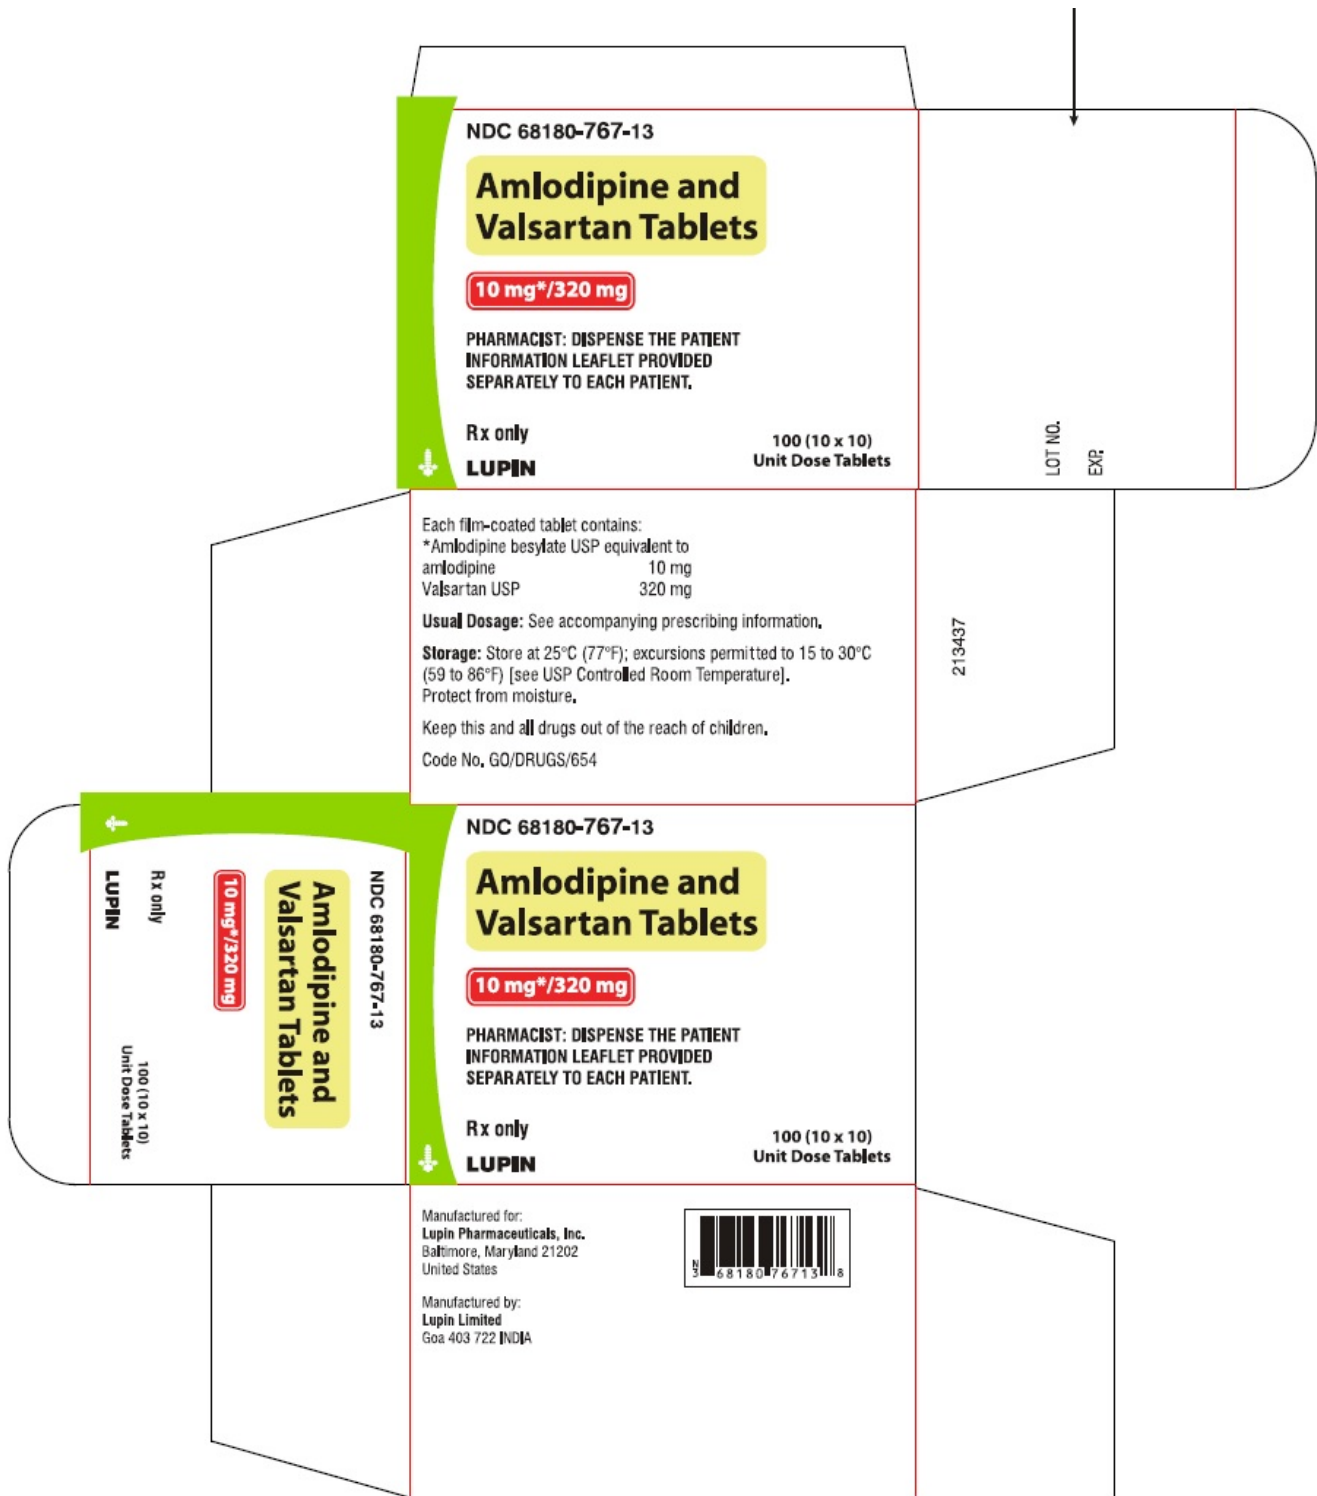 NDC 68180-767-13
Amlodipine and
Valsartan Tablets
10 mg*/320 mg
PHARMACIST: DISPENSE THE PATIENT
INFORMATION LEAFLET PROVIDED
SEPARATELY TO EACH PATIENT.
Rx only
LUPIN
100 (10 x 10)
Unit Dose Tablets
LOT NO.
EXP.
Each film-coated tablet contains:
*Amlodipine besylate USP equivalent to
amlodipine 10 mg
Valsartan USP 320 mg
Usual Dosage: See accompanying prescribing information.
Storage: Store at 25°C (77°F); excursions permitted to 15 to 30°C
(59 to 86°F) [see USP Controlled Room Temperature].
Protect from moisture.
Keep this and all drugs out of the reach of children.
Code No. GO/DRUGS/654
213437
NDC 68180-767-13
Amlodipine and
Valsartan Tablets
10 mg*/320 mg
Rx only
LUPIN
100 (10 x 10)
Unit Dose Tablets
NDC 68180-767-13
Amlodipine and
Valsartan Tablets
10 mg*/320 mg
PHARMACIST: DISPENSE THE PATIENT
INFORMATION LEAFLET PROVIDED
SEPARATELY TO EACH PATIENT.
Rx only
LUPIN
100 (10 x 10)
Unit Dose Tablets
Manufactured for:
Lupin Pharmaceuticals, Inc.
Baltimore, Maryland 21202
United States
Manufactured by:
Lupin Limited
Goa 403 722 INDIA
N
3 68180 76713 8